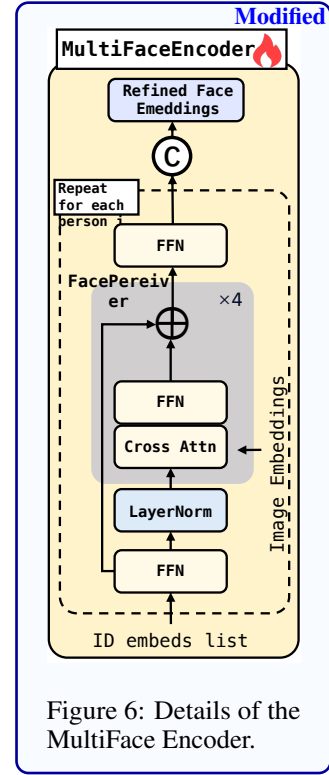 Modified
MultiFaceEncoder
Refined Face
Emeddings
C
Repeat
for each
person i
FFN
FacePereiv
er
×4
FFN
Cross Attn
Image Embeddings
LayerNorm
FFN
ID embeds list
Figure 6: Details of the
MultiFace Encoder.